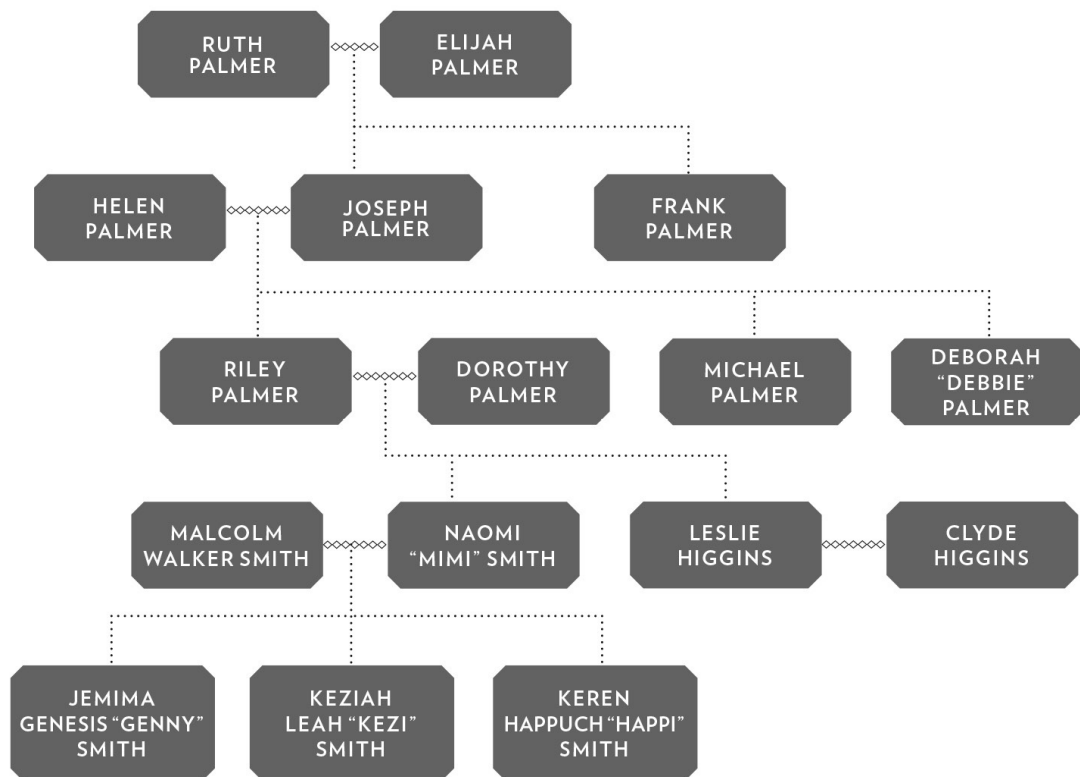 RUTH
PALMER
ELIJAH
PALMER
HELEN
PALMER
JOSEPH
PALMER
FRANK
PALMER
RILEY
PALMER
DOROTHY
PALMER
MICHAEL
PALMER
DEBORAH
“DEBBIE”
PALMER
MALCOLM
WALKER SMITH
NAOMI
“MIMI” SMITH
LESLIE
HIGGINS
CLYDE
HIGGINS
JEMIMA
GENESIS “GENNY”
SMITH
KEZIAH
LEAH “KEZI”
SMITH
KEREN
HAPPUCH “HAPPI”
SMITH